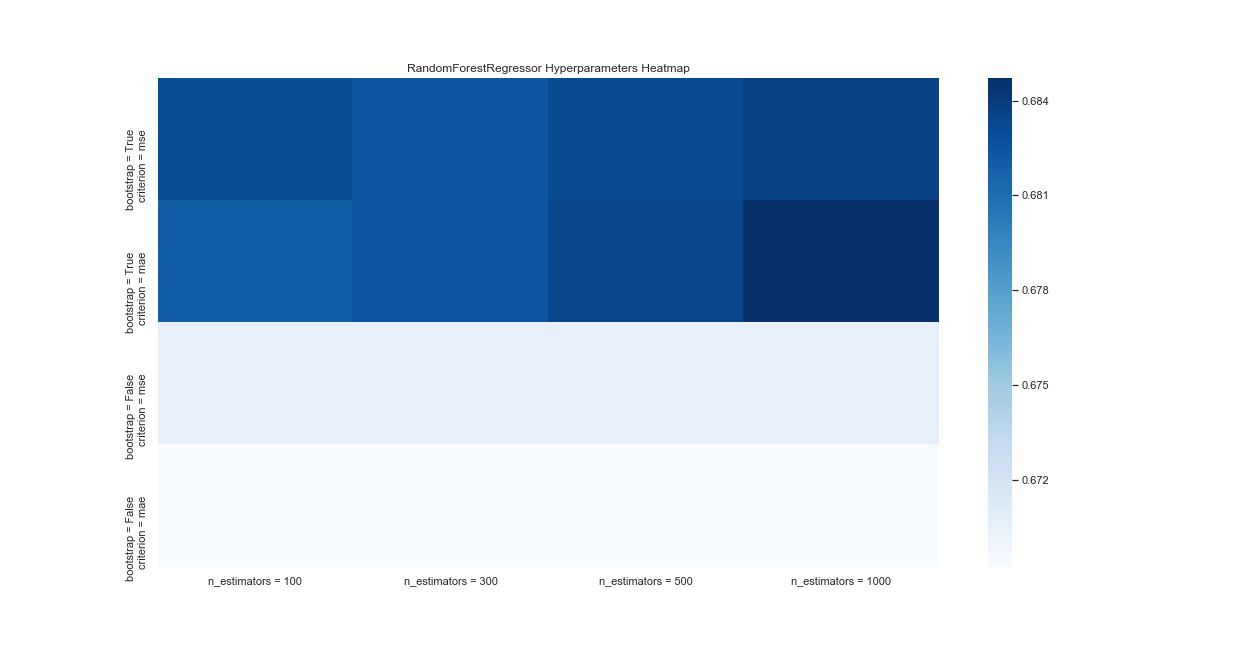 RandomForestRegressor Hyperparameters Heatmap
bootstrap = True
criterion = mse
bootstrap = True
criterion = mae
bootstrap = False
criterion = mse
bootstrap = False
criterion = mae
n_estimators = 100
n_estimators = 300
n_estimators = 500
n_estimators = 1000
0.684
0.681
0.678
0.675
0.672